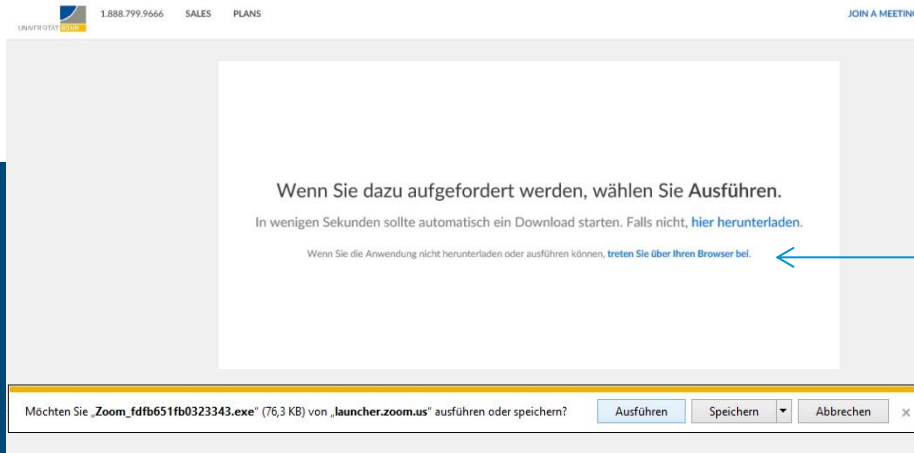 UNIVERSITÄT BONN
1.888.799.9666 SALES PLANS JOIN A MEETING
Wenn Sie dazu aufgefordert werden, wählen Sie Ausführen.
In wenigen Sekunden sollte automatisch ein Download starten. Falls nicht, hier herunterladen.
Wenn Sie die Anwendung nicht herunterladen oder ausführen können, treten Sie über Ihren Browser bei.
Möchten Sie „Zoom_fdfb651fb0323343.exe“ (76,3 KB) von „launcher.zoom.us“ ausführen oder speichern? Ausführen Speichern Abbrechen